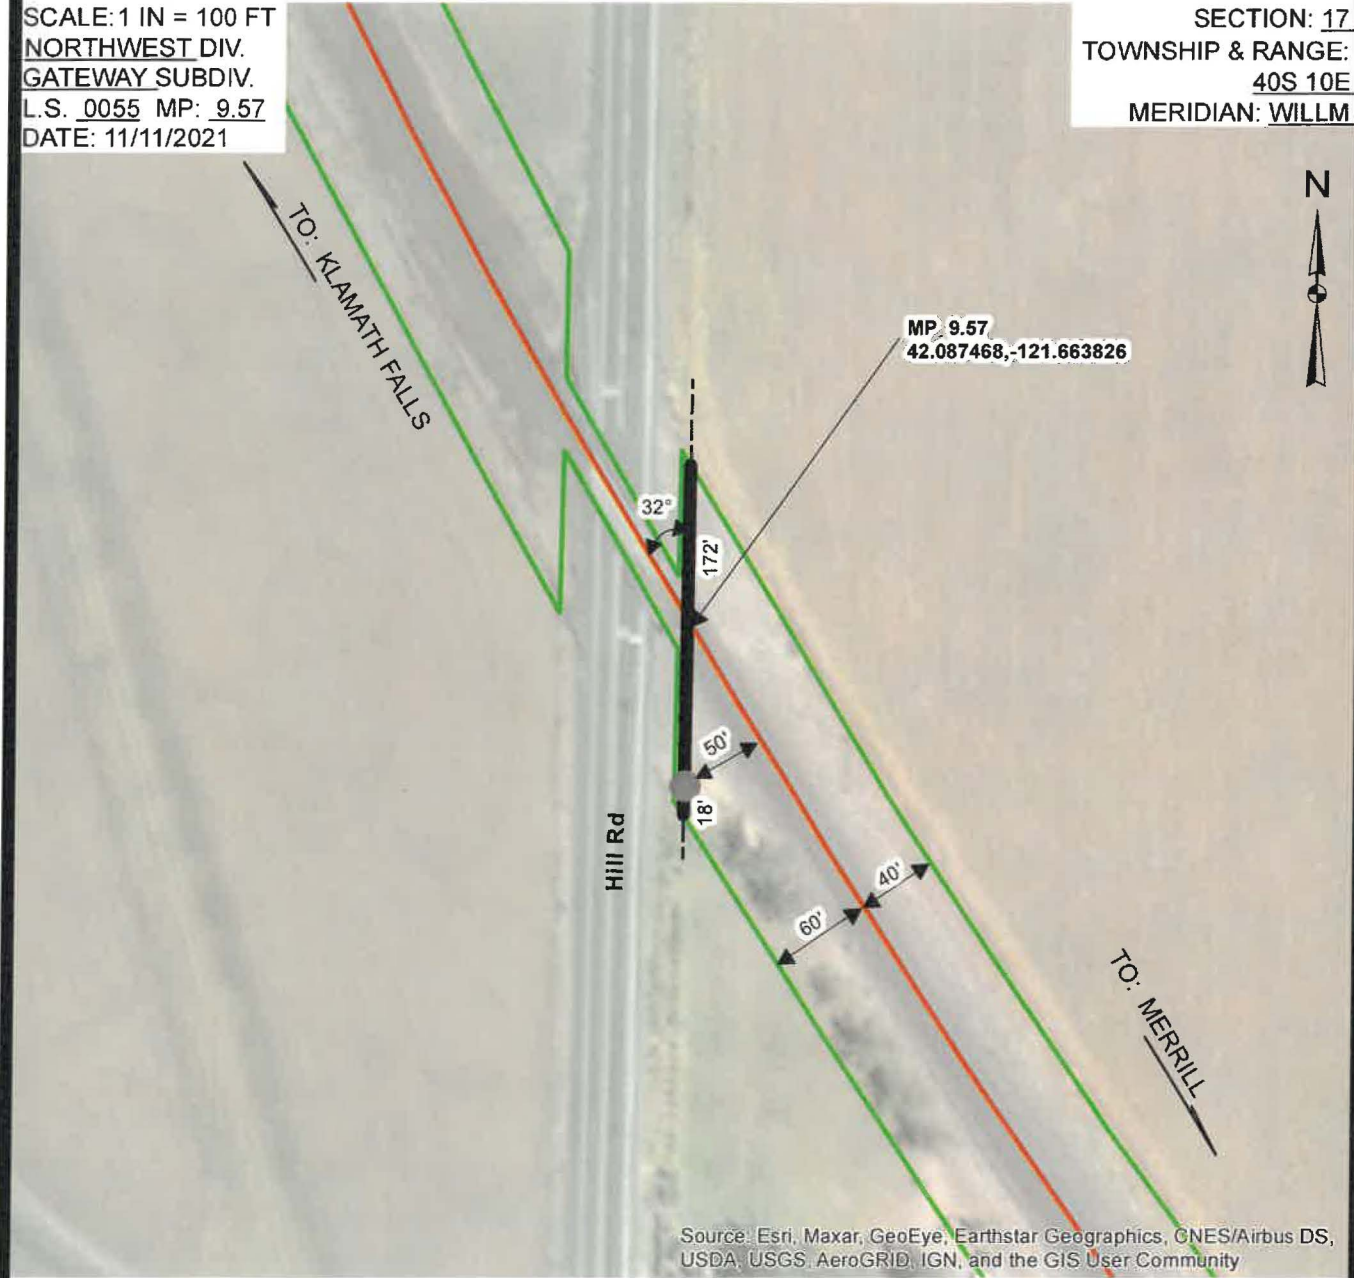 SCALE: 1 IN = 100 FT
NORTHWEST DIV.
GATEWAY SUBDIV.
L.S. 0055 MP: 9.57
DATE: 11/11/2021
SECTION: 17
TOWNSHIP & RANGE:
40S 10E
MERIDIAN: WILLM
N
TO: KLAMATH FALLS
MP 9.57
42.087468,-121.663826
32°
172'
50'
18'
Hill Rd
40'
60'
TO: MERRILL
Source: Esri, Maxar, GeoEye, Earthstar Geographics, CNES/Airbus DS,
USDA, USGS, AeroGRID, IGN, and the GIS User Community